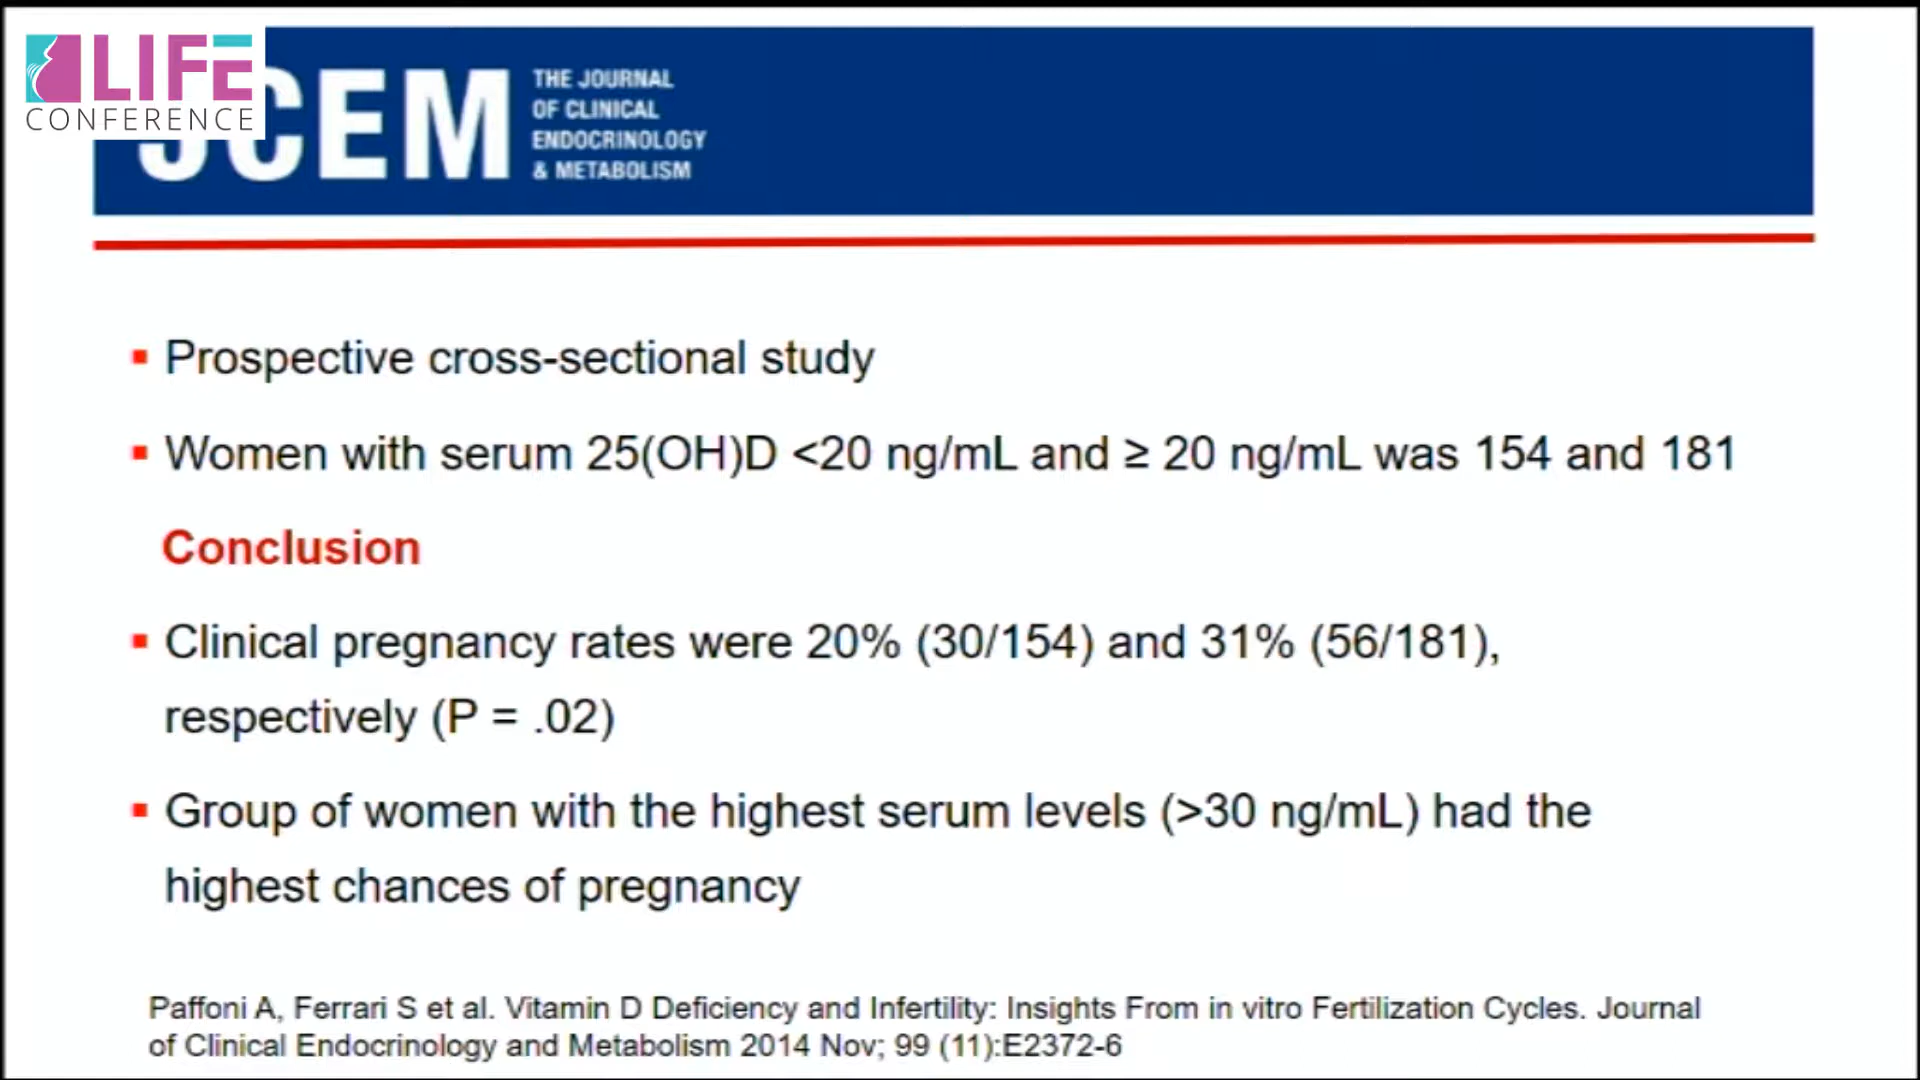 LIFE
CONFERENCE
JCEM
THE JOURNAL
OF CLINICAL
ENDOCRINOLOGY
& METABOLISM
Prospective cross-sectional study
Women with serum 25(OH)D <20 ng/mL and ≥ 20 ng/mL was 154 and 181
Conclusion
Clinical pregnancy rates were 20% (30/154) and 31% (56/181),
respectively (P = .02)
Group of women with the highest serum levels (>30 ng/mL) had the
highest chances of pregnancy
Paffoni A, Ferrari S et al. Vitamin D Deficiency and Infertility: Insights From in vitro Fertilization Cycles. Journal
of Clinical Endocrinology and Metabolism 2014 Nov; 99 (11):E2372-6